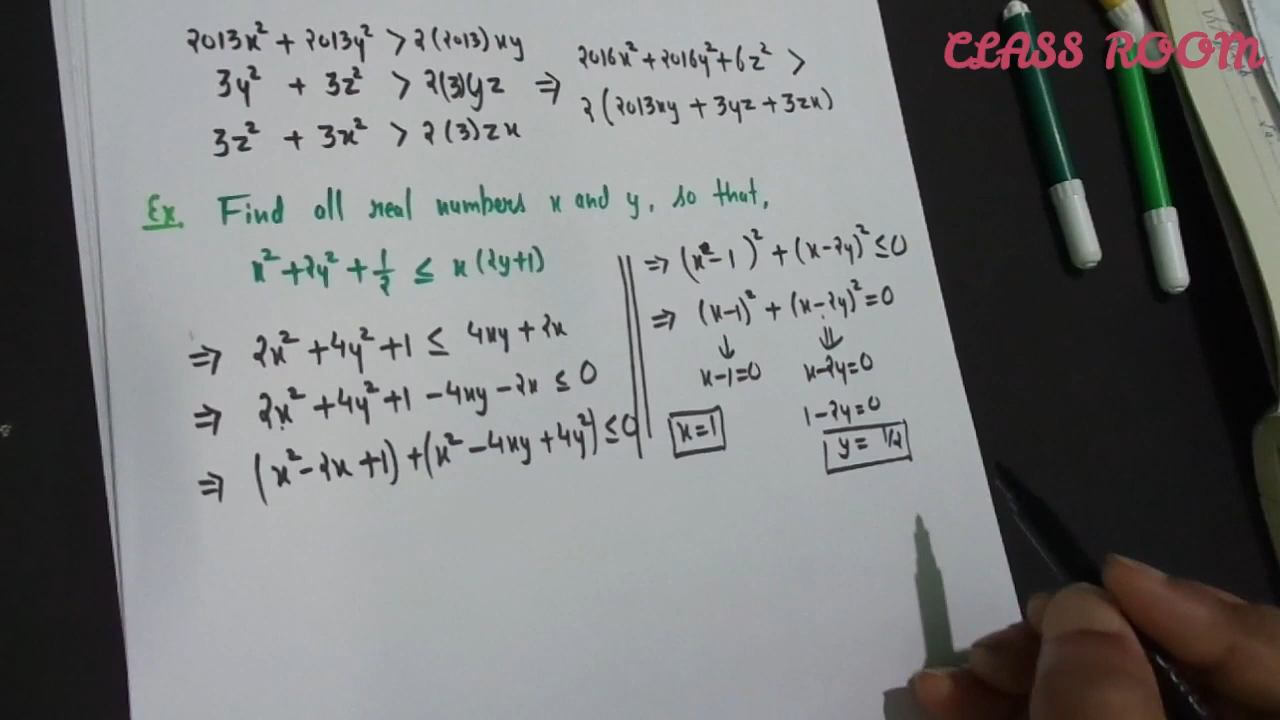 CLASS ROOM
2013x² + 2013y² > 2(2013)xy
3y² + 3z² > 2(3)yz ⇒ 2016x² + 2016y² + 6z² >
3z² + 3x² > 2(3)zx
2(2013xy + 3yz + 3zx)
Ex. Find all real numbers x and y, so that,
x² + 2y² + 1/2 ≤ x(2y+1)
⇒ 2x² + 4y² + 1 ≤ 4xy + 2x
⇒ 2x² + 4y² + 1 - 4xy - 2x ≤ 0
⇒ (x² - 2x + 1) + (x² - 4xy + 4y²) ≤ 0
⇒ (x - 1)² + (x - 2y)² ≤ 0
⇒ (x - 1)² + (x - 2y)² = 0
↓ ⇓
x - 1 = 0 x - 2y = 0
x = 1 1 - 2y = 0
y = 1/2